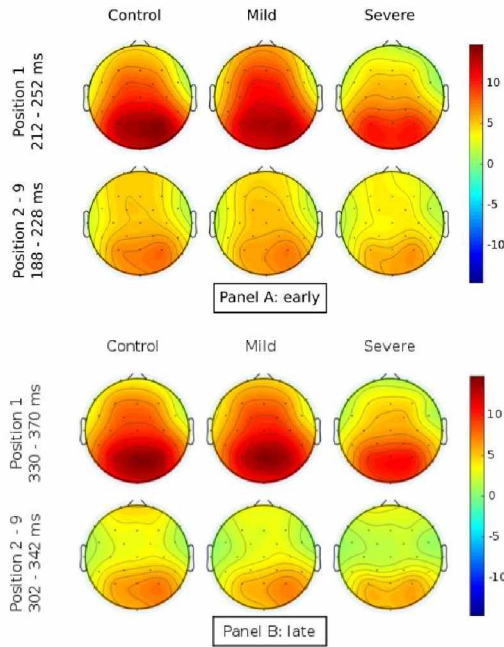 Control Mild Severe
Position 1
212 - 252 ms
10
5
0
-5
-10
Position 2 - 9
188 - 228 ms
Panel A: early
Control Mild Severe
Position 1
330 - 370 ms
10
5
0
-5
-10
Position 2 - 9
302 - 342 ms
Panel B: late